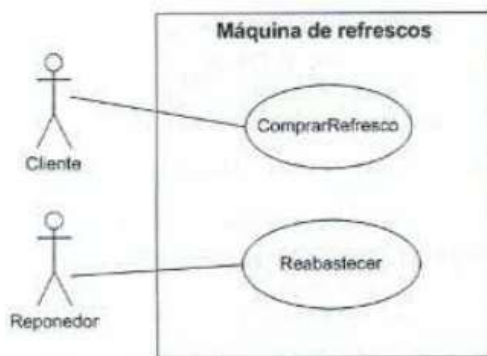 Máquina de refrescos
ComprarRefresco
Cliente
Reabastecer
Reponedor